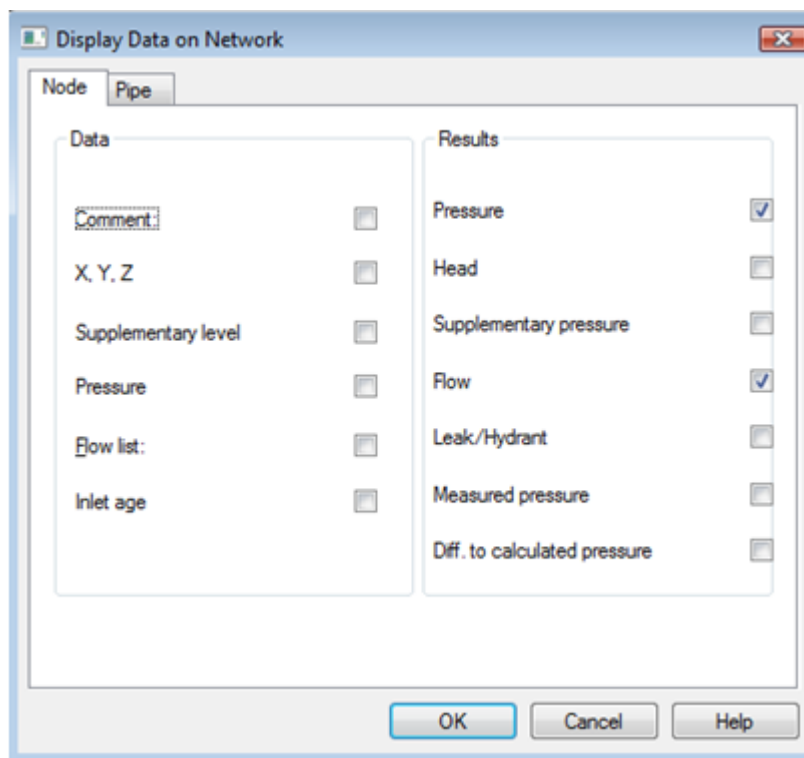 Display Data on Network
Node
Pipe
Data
Comment:
X, Y, Z
Supplementary level
Pressure
Flow list:
Inlet age
Results
Pressure
Head
Supplementary pressure
Flow
Leak/Hydrant
Measured pressure
Diff. to calculated pressure
OK
Cancel
Help